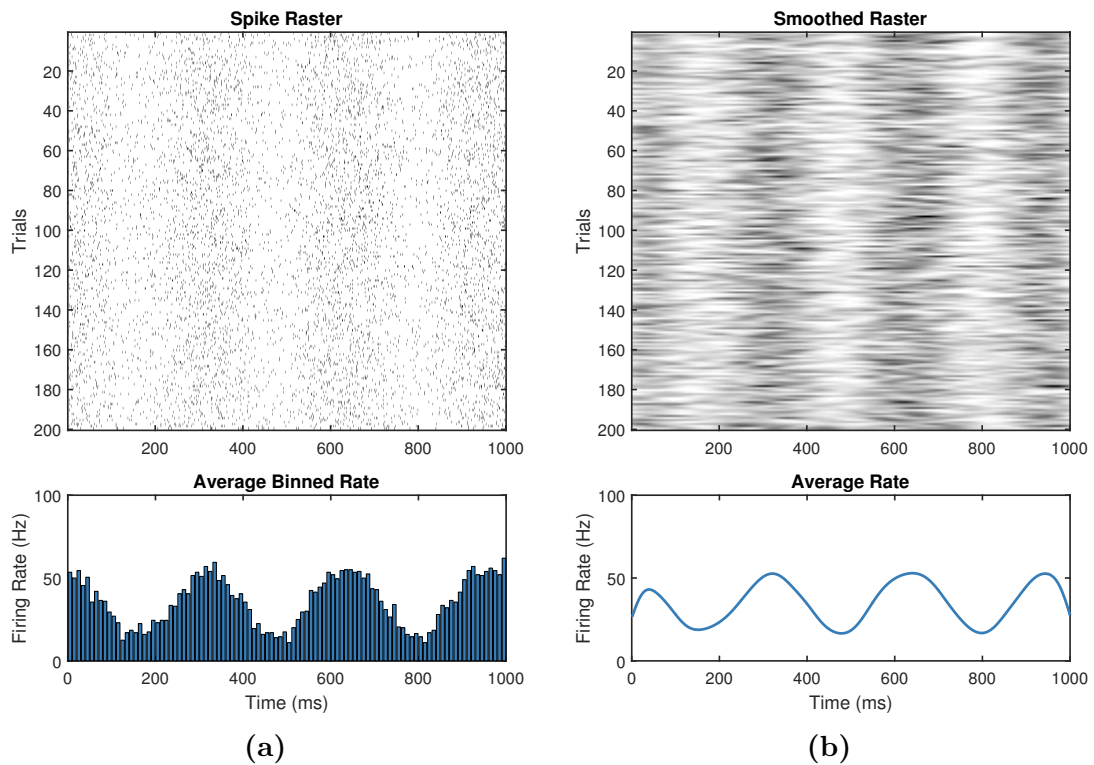 Spike Raster
Trials
20
40
60
80
100
120
140
160
180
200
200 400 600 800 1000
Average Binned Rate
Firing Rate (Hz)
100
50
0
0 200 400 600 800 1000
Time (ms)
(a)
Smoothed Raster
Trials
20
40
60
80
100
120
140
160
180
200
200 400 600 800 1000
Average Rate
Firing Rate (Hz)
100
50
0
0 200 400 600 800 1000
Time (ms)
(b)